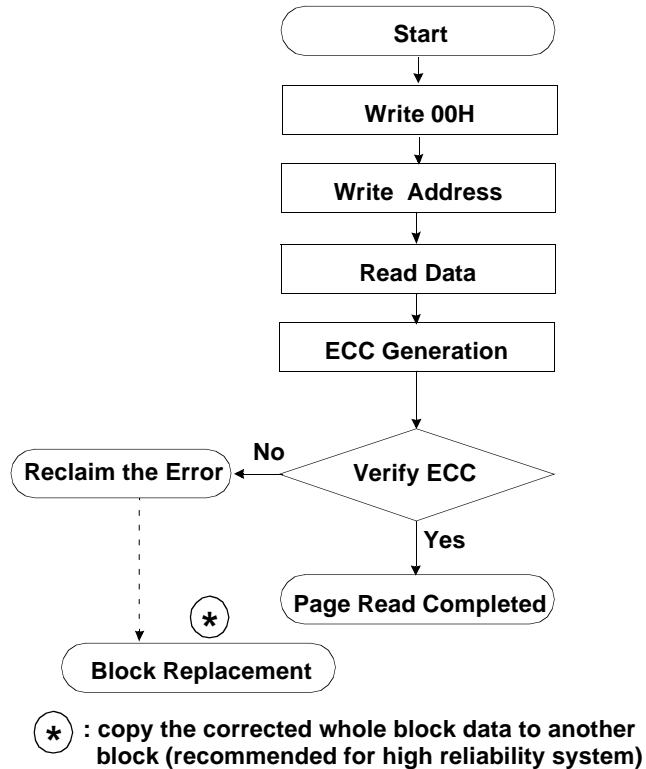 Start
Write 00H
Write Address
Read Data
ECC Generation
No
Reclaim the Error
Verify ECC
Yes
Page Read Completed
*
Block Replacement
* : copy the corrected whole block data to another
block (recommended for high reliability system)